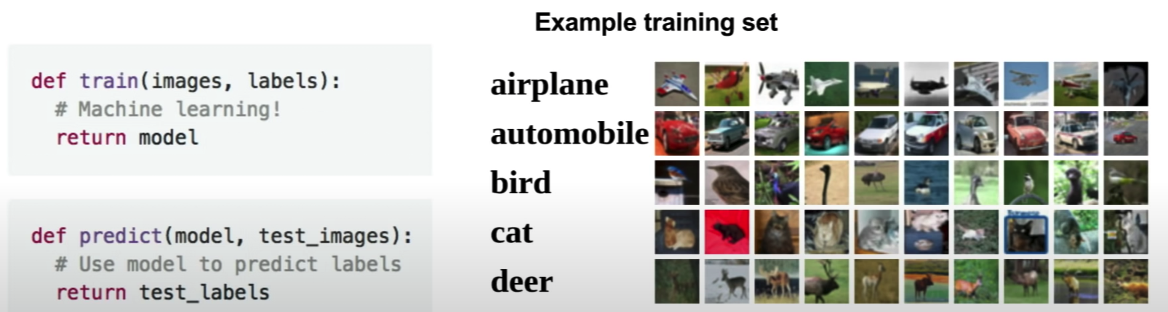 Example training set
def train(images, labels):
# Machine learning!
return model
def predict(model, test_images):
# Use model to predict labels
return test_labels
airplane
automobile
bird
cat
deer